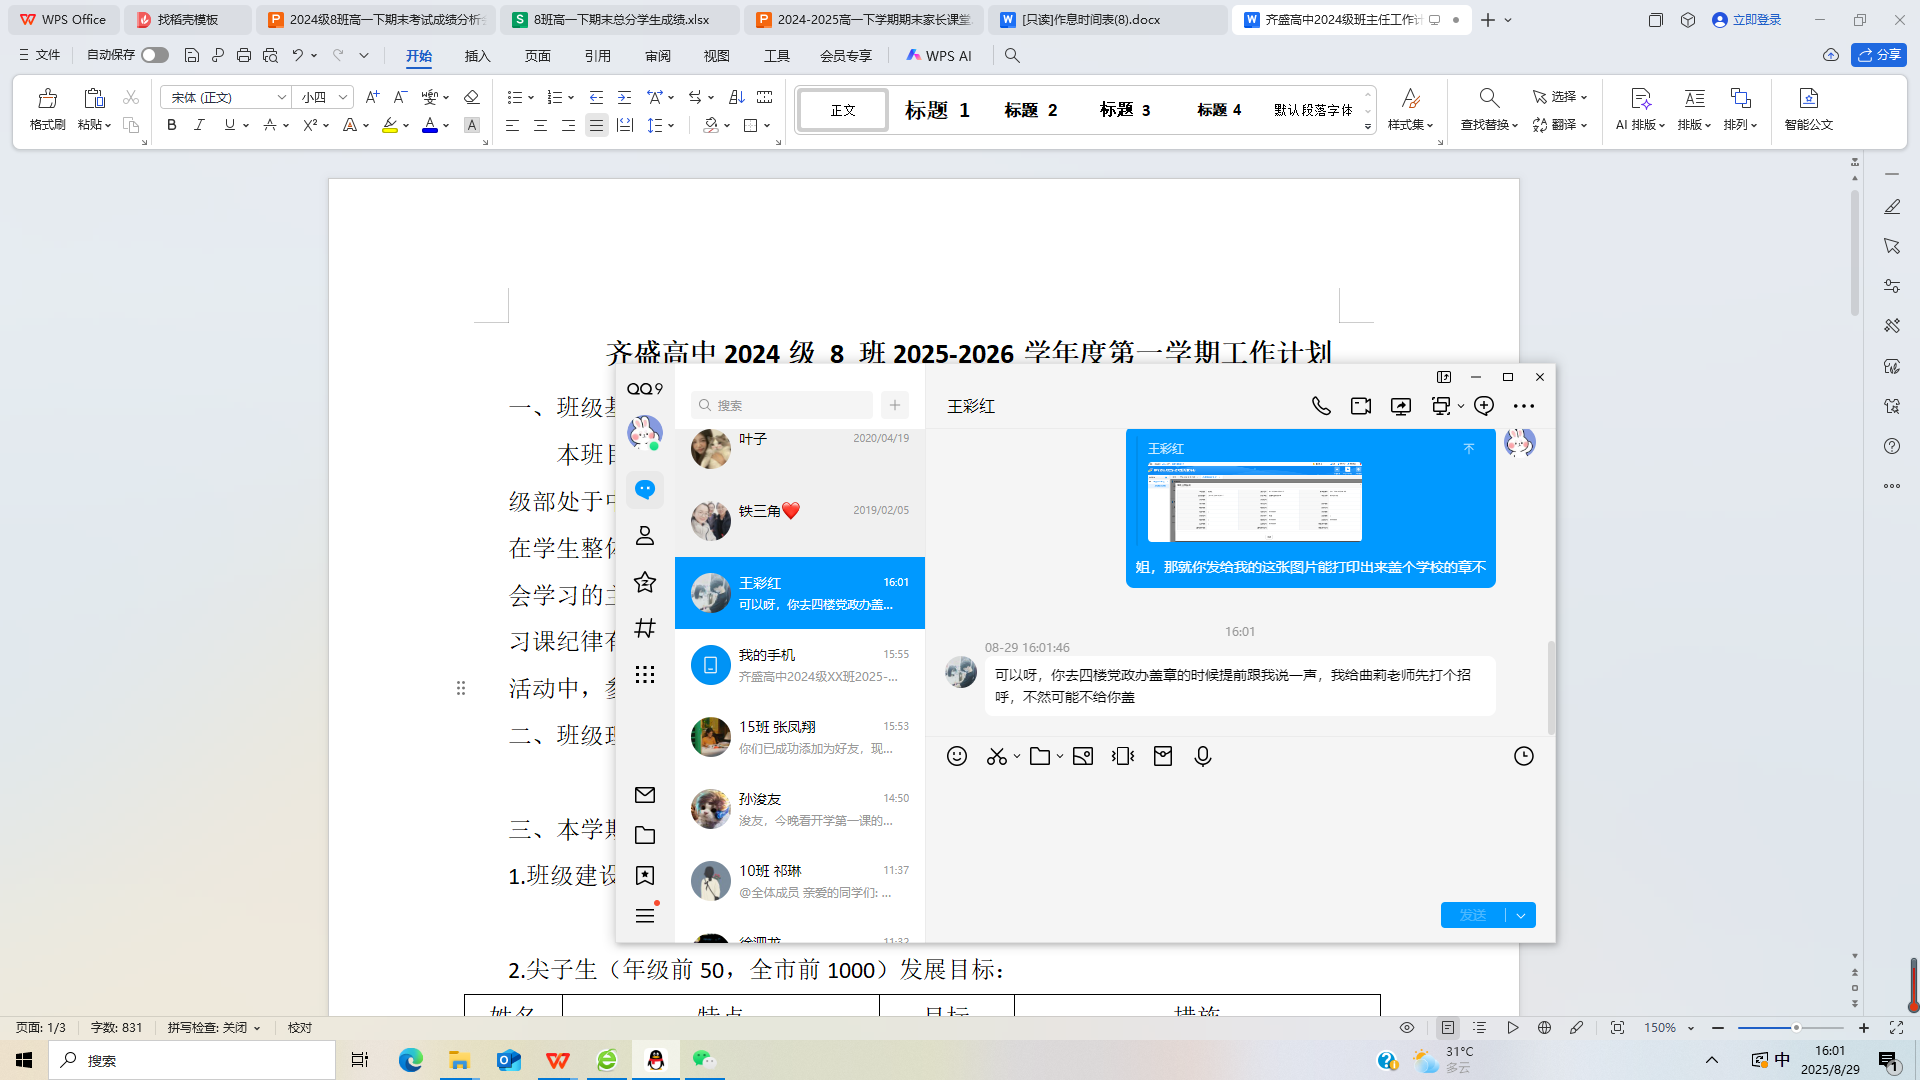 WPS Office
找稻壳模板
2024级8班高一下期末考试成绩分析会
8班高一下期末总分学生成绩.xlsx
2024-2025高一下学期期末家长课堂
[只读]作息时间表(8).docx
齐盛高中2024级班主任工作计
立即登录
文件
自动保存
开始
插入
页面
引用
审阅
视图
工具
会员专享
WPS AI
分享
格式刷
粘贴
宋体 (正文)
小四
正文
标题 1
标题 2
标题 3
标题 4
默认段落字体
样式集
查找替换
选择
翻译
AI 排版
排版
排列
智能公文
齐盛高中 2024 级 8 班 2025-2026 学年度第一学期工作计划
一、班级基
本班目
级部处于中
在学生整体
会学习的主
习课纪律有
活动中，参
二、班级现
三、本学期
1.班级建设
2.尖子生（年级前 50，全市前 1000）发展目标：
姓名
特点
目标
措施
QQ9
搜索
叶子
2020/04/19
铁三角❤️
2019/02/05
王彩红
16:01
可以呀，你去四楼党政办盖...
我的手机
15:55
齐盛高中2024级XX班2025-...
15班 张凤翔
15:53
你们已成功添加为好友，现...
孙浚友
14:50
浚友，今晚看开学第一课的...
10班 祁琳
11:37
@全体成员 亲爱的同学们: ...
徐泗龙
11:32
王彩红
王彩红
姐，那就你发给我的这张图片能打印出来盖个学校的章不
16:01
08-29 16:01:46
可以呀，你去四楼党政办盖章的时候提前跟我说一声，我给曲莉老师先打个招
呼，不然可能不给你盖
发送
页面: 1/3
字数: 831
拼写检查: 关闭
校对
150%
搜索
31°C
多云
中
16:01
2025/8/29
1